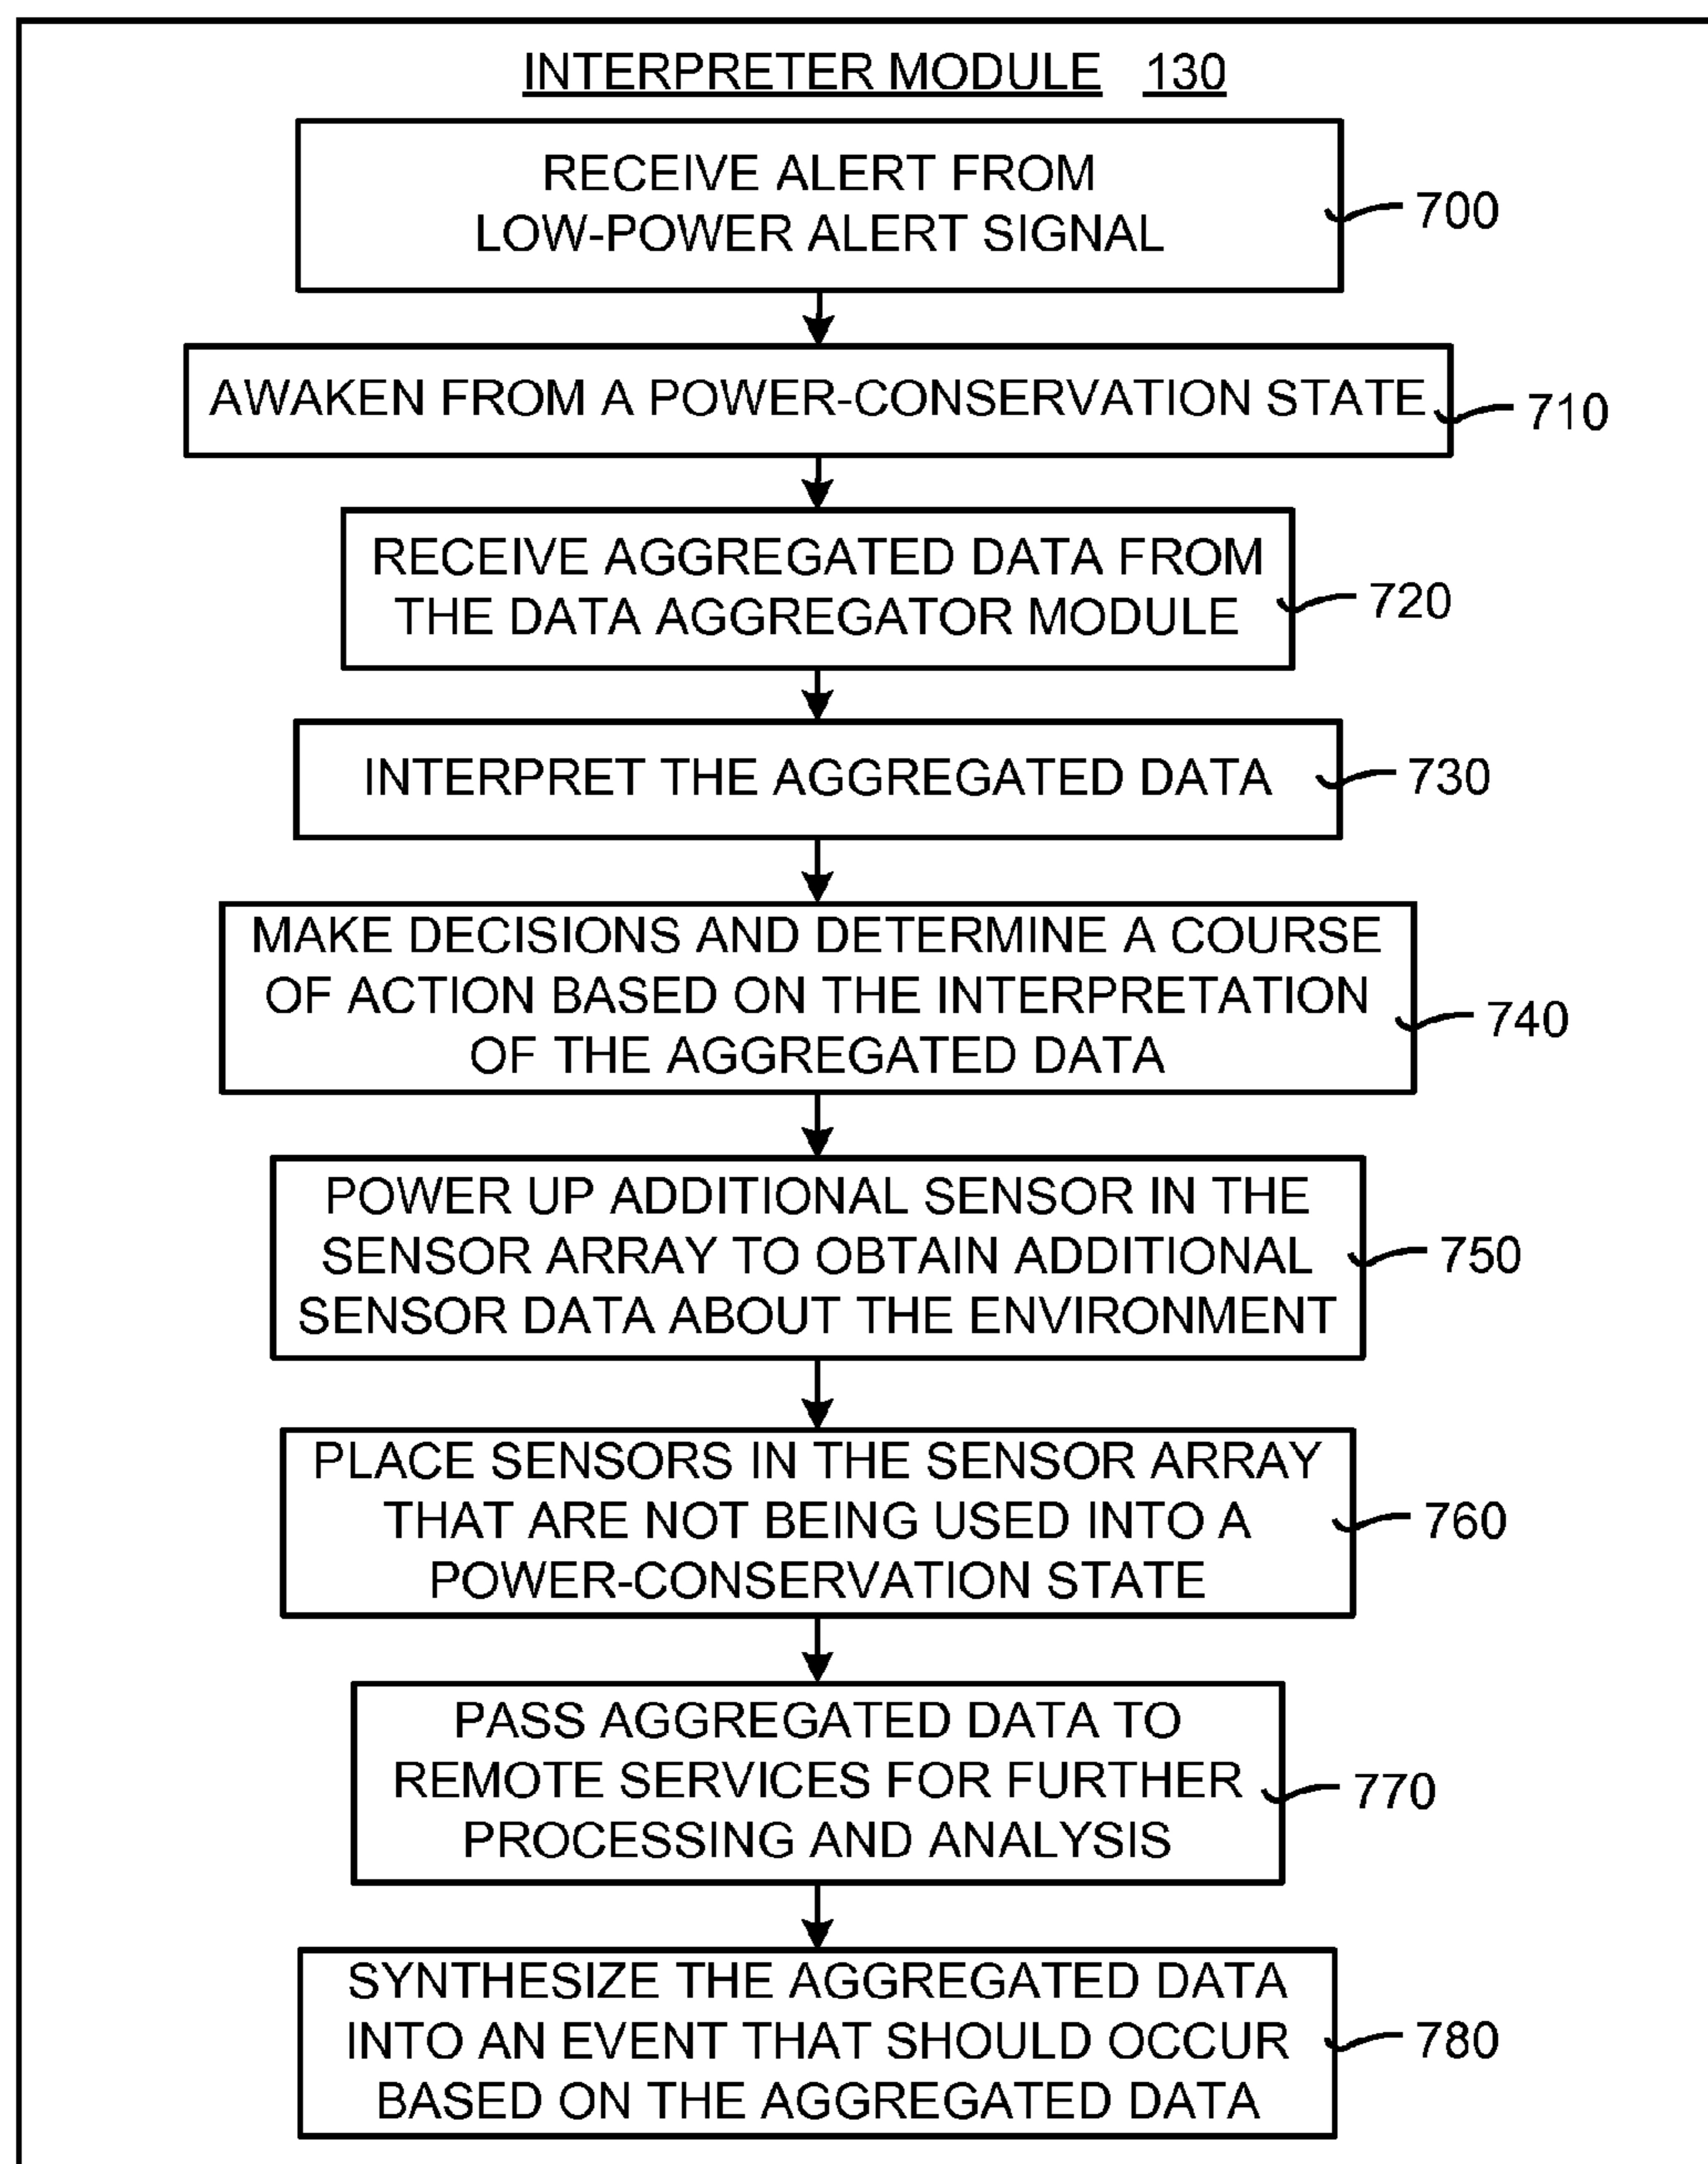 INTERPRETER MODULE 130
RECEIVE ALERT FROM
LOW-POWER ALERT SIGNAL
700
AWAKEN FROM A POWER-CONSERVATION STATE
710
RECEIVE AGGREGATED DATA FROM
THE DATA AGGREGATOR MODULE
720
INTERPRET THE AGGREGATED DATA
730
MAKE DECISIONS AND DETERMINE A COURSE
OF ACTION BASED ON THE INTERPRETATION
OF THE AGGREGATED DATA
740
POWER UP ADDITIONAL SENSOR IN THE
SENSOR ARRAY TO OBTAIN ADDITIONAL
SENSOR DATA ABOUT THE ENVIRONMENT
750
PLACE SENSORS IN THE SENSOR ARRAY
THAT ARE NOT BEING USED INTO A
POWER-CONSERVATION STATE
760
PASS AGGREGATED DATA TO
REMOTE SERVICES FOR FURTHER
PROCESSING AND ANALYSIS
770
SYNTHESIZE THE AGGREGATED DATA
INTO AN EVENT THAT SHOULD OCCUR
BASED ON THE AGGREGATED DATA
780